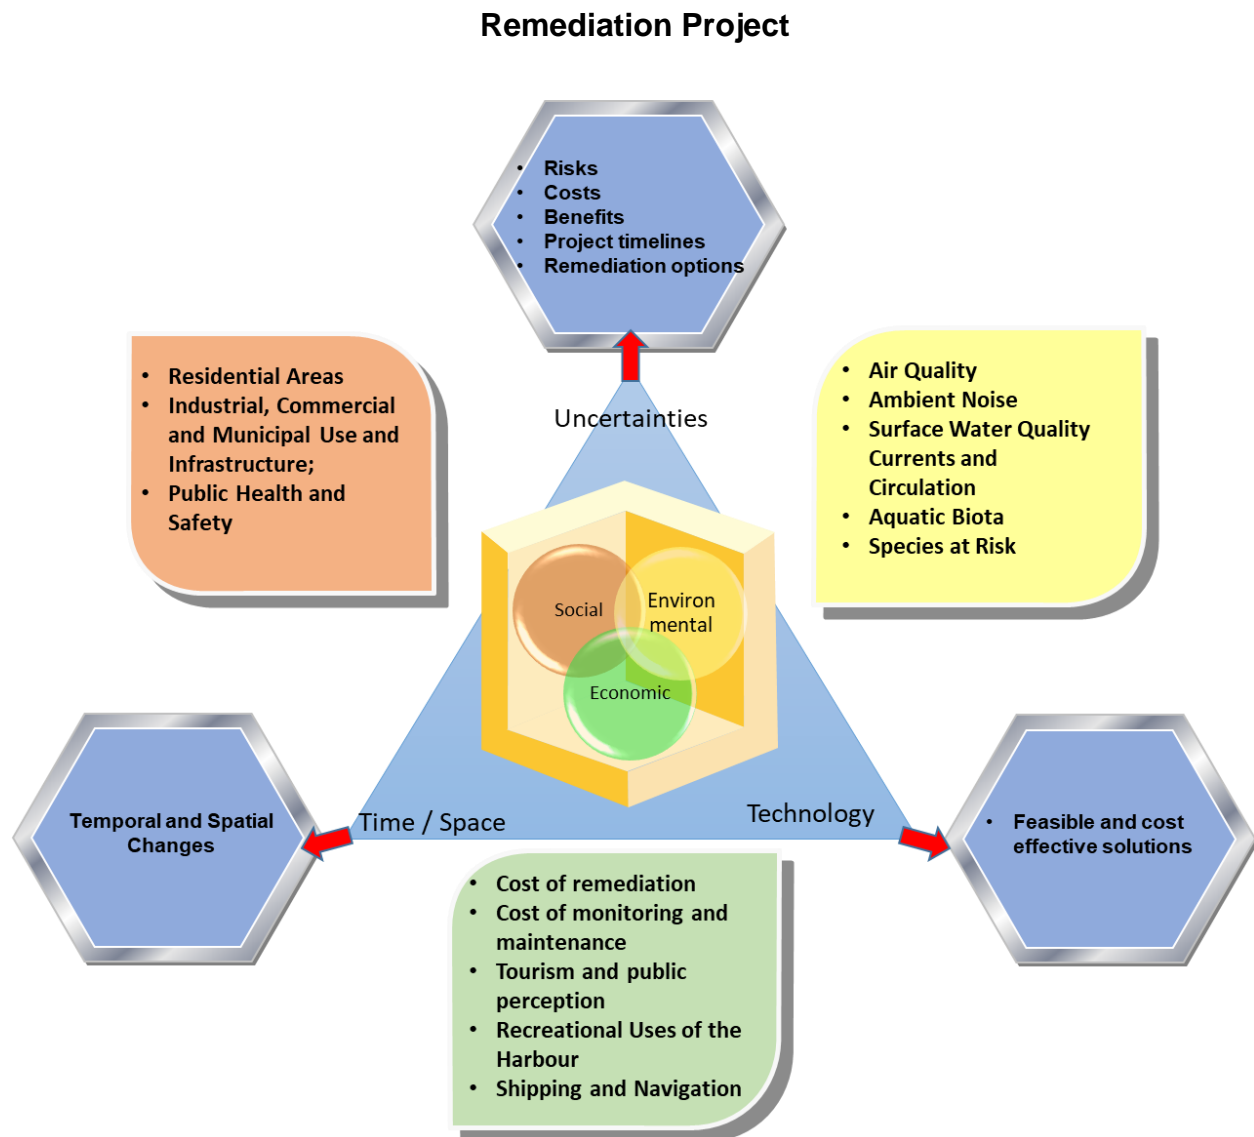 Remediation Project
• Risks
• Costs
• Benefits
• Project timelines
• Remediation options
• Residential Areas
• Industrial, Commercial
and Municipal Use and
Infrastructure;
• Public Health and
Safety
• Air Quality
• Ambient Noise
• Surface Water Quality
Currents and
Circulation
• Aquatic Biota
• Species at Risk
Uncertainties
Social
Environ
mental
Economic
Time / Space
Technology
Temporal and Spatial
Changes
• Feasible and cost
effective solutions
• Cost of remediation
• Cost of monitoring and
maintenance
• Tourism and public
perception
• Recreational Uses of the
Harbour
• Shipping and Navigation